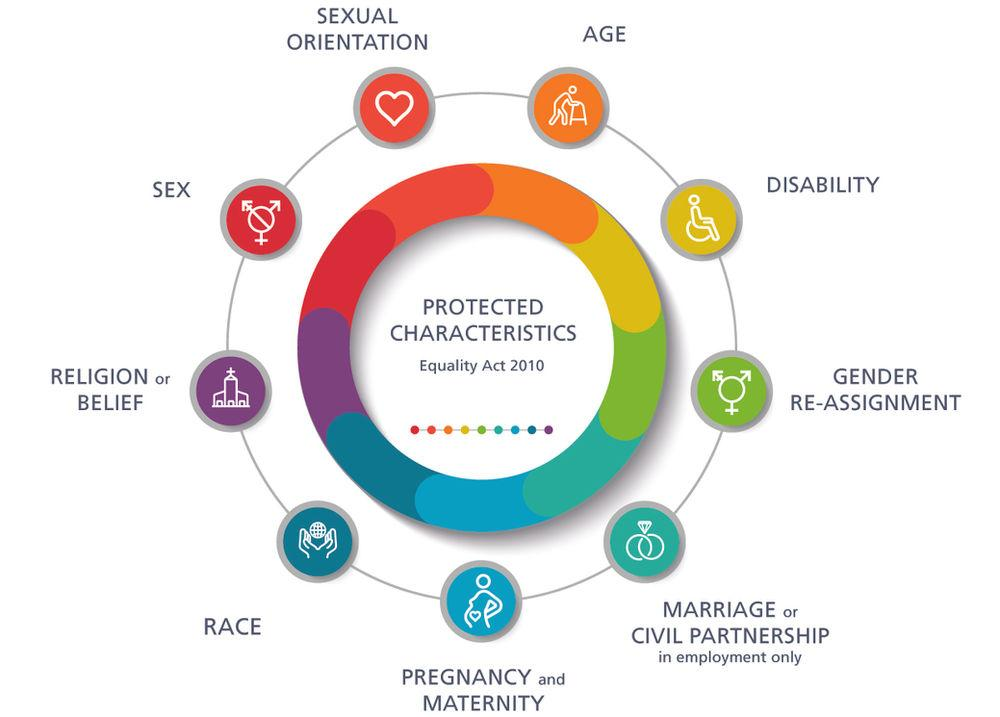 SEXUAL
ORIENTATION
AGE
SEX
DISABILITY
PROTECTED
CHARACTERISTICS
Equality Act 2010
RELIGION or
BELIEF
GENDER
RE-ASSIGNMENT
RACE
MARRIAGE or
CIVIL PARTNERSHIP
in employment only
PREGNANCY and
MATERNITY